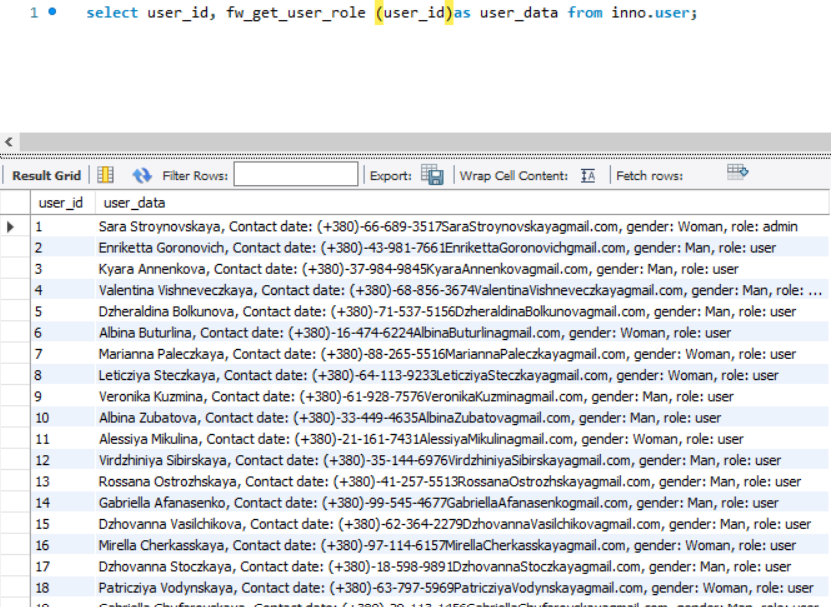 1 select user_id, fw_get_user_role (user_id)as user_data from inno.user;
Result Grid Filter Rows: Export: Wrap Cell Content: Fetch rows:
user_id user_data
1 Sara Stroynovskaya, Contact date: (+380)-66-689-3517SaraStroynovskayagmail.com, gender: Woman, role: admin
2 Enriketta Goronovich, Contact date: (+380)-43-981-7661EnrikettaGoronovichgmail.com, gender: Man, role: user
3 Kyara Annenkova, Contact date: (+380)-37-984-9845KyaraAnnenkovagmail.com, gender: Man, role: user
4 Valentina Vishneveczkaya, Contact date: (+380)-68-856-3674ValentinaVishneveczkayagmail.com, gender: Man, role: ...
5 Dzheraldina Bolkunova, Contact date: (+380)-71-537-5156DzheraldinaBolkunovagmail.com, gender: Man, role: user
6 Albina Buturlina, Contact date: (+380)-16-474-6224AlbinaButurlinagmail.com, gender: Woman, role: user
7 Marianna Paleczkaya, Contact date: (+380)-88-265-5516MariannaPaleczkayagmail.com, gender: Man, role: user
8 Leticziya Steczkaya, Contact date: (+380)-64-113-9233LeticziyaSteczkayagmail.com, gender: Man, role: user
9 Veronika Kuzmina, Contact date: (+380)-61-928-7576VeronikaKuzminagmail.com, gender: Man, role: user
10 Albina Zubatova, Contact date: (+380)-33-449-4635AlbinaZubatovagmail.com, gender: Man, role: user
11 Alessiya Mikulina, Contact date: (+380)-21-161-7431AlessiyaMikulinagmail.com, gender: Woman, role: user
12 Virdzhiniya Sibirskaya, Contact date: (+380)-35-144-6976VirdzhiniyaSibirskayagmail.com, gender: Man, role: user
13 Rossana Ostrozhskaya, Contact date: (+380)-41-257-5513RossanaOstrozhskayagmail.com, gender: Man, role: user
14 Gabriella Afanasenko, Contact date: (+380)-99-545-4677GabriellaAfanasenkogmail.com, gender: Man, role: user
15 Dzhovanna Vasilchikova, Contact date: (+380)-62-364-2279DzhovannaVasilchikovagmail.com, gender: Man, role: user
16 Mirella Cherkasskaya, Contact date: (+380)-97-114-6157MirellaCherkasskayagmail.com, gender: Woman, role: user
17 Dzhovanna Stoczkaya, Contact date: (+380)-18-598-9891DzhovannaStoczkayagmail.com, gender: Man, role: user
18 Patricziya Vodynskaya, Contact date: (+380)-63-797-5969PatricziyaVodynskayagmail.com, gender: Woman, role: user